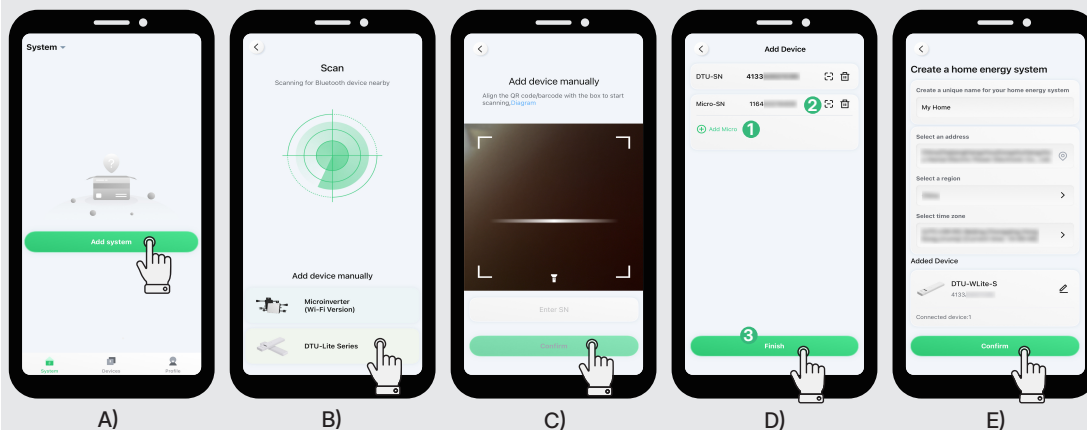 System
Add system
System
Devices
Profile
A)
Scan
Scanning for Bluetooth device nearby
Add device manually
Microinverter
(Wi-Fi Version)
DTU-Lite Series
B)
Add device manually
Align the QR code/barcode with the box to start
scanning,Diagram
Enter SN
Confirm
C)
Add Device
DTU-SN 4133
Micro-SN 1164 2
Add Micro 1
3
Finish
D)
Create a home energy system
Create a unique name for your home energy system
My Home
Select an address
Select a region
Select time zone
Added Device
DTU-WLite-S
4133
Connected device:1
Confirm
E)